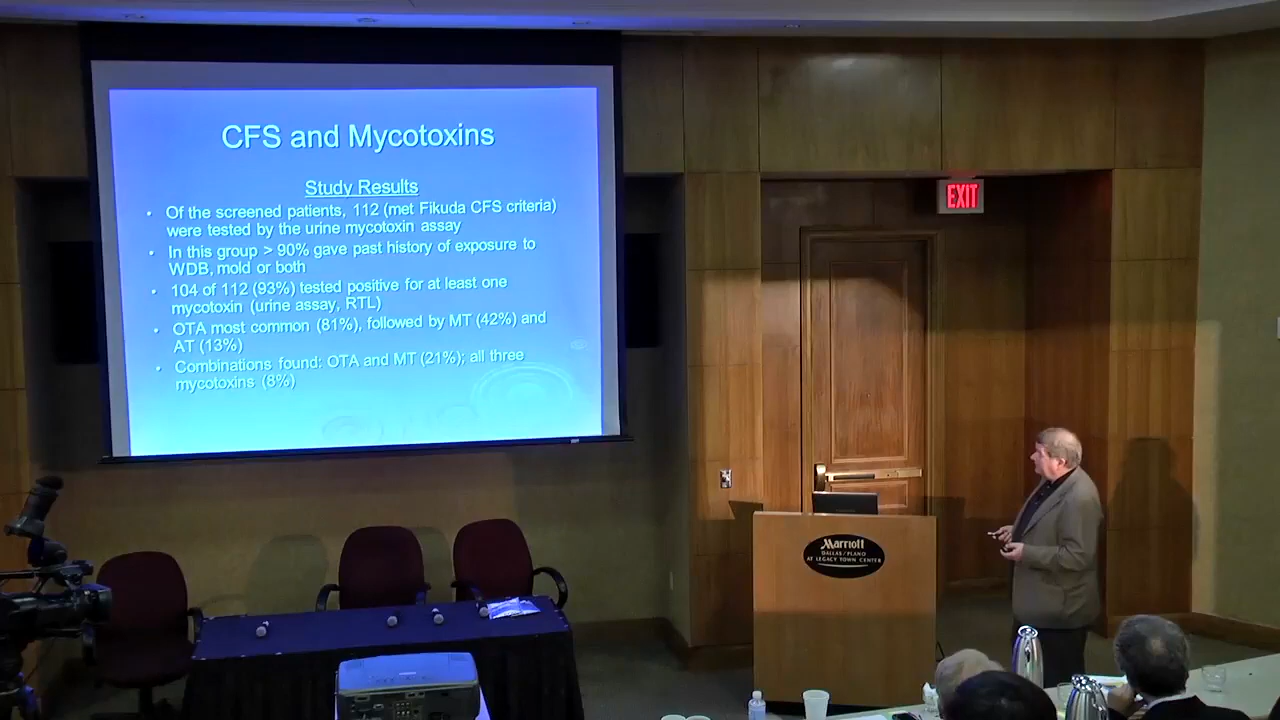 CFS and Mycotoxins
Study Results
• Of the screened patients, 112 (met Fikuda CFS criteria)
were tested by the urine mycotoxin assay
• In this group > 90% gave past history of exposure to
WDB, mold or both
• 104 of 112 (93%) tested positive for at least one
mycotoxin (urine assay, RTL)
• OTA most common (81%), followed by MT (42%) and
AT (13%)
• Combinations found: OTA and MT (21%); all three
mycotoxins (8%)
EXIT
Marriott
DALLAS/PLANO
AT LEGACY TOWN CENTER